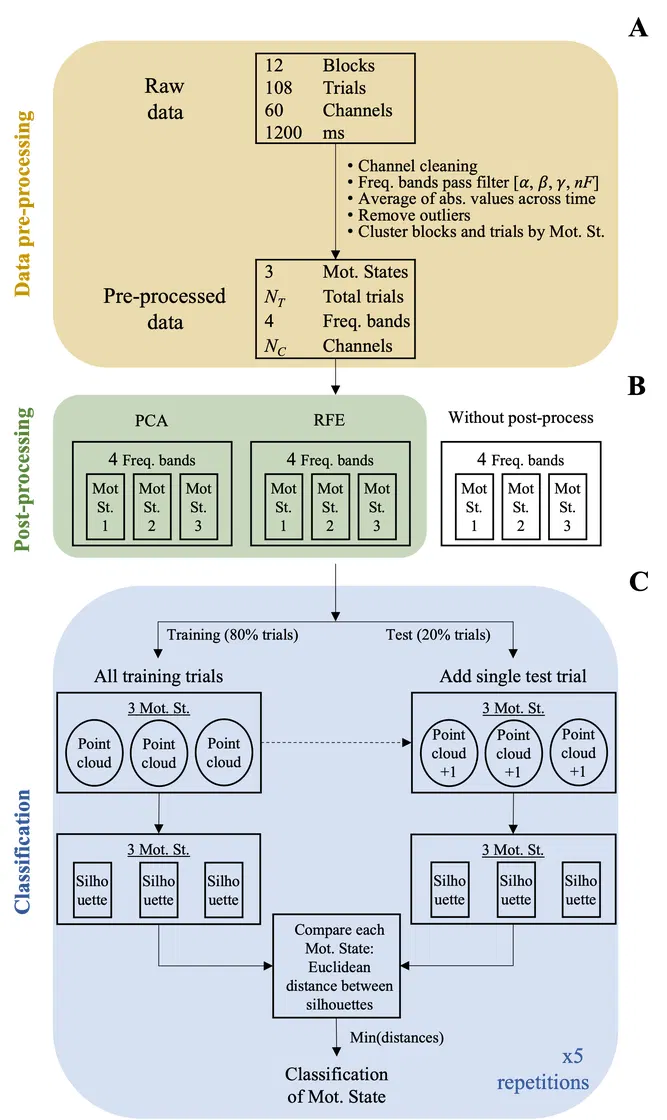 A
Data pre-processing
Raw
data
12 Blocks
108 Trials
60 Channels
1200 ms
• Channel cleaning
• Freq. bands pass filter [α, β, γ, nF]
• Average of abs. values across time
• Remove outliers
• Cluster blocks and trials by Mot. St.
Pre-processed
data
3 Mot. States
N_T Total trials
4 Freq. bands
N_C Channels
B
Post-processing
PCA
4 Freq. bands
Mot
St.
1
Mot
St.
2
Mot
St.
3
RFE
4 Freq. bands
Mot
St.
1
Mot
St.
2
Mot
St.
3
Without post-process
4 Freq. bands
Mot
St.
1
Mot
St.
2
Mot
St.
3
C
Classification
Training (80% trials)
Test (20% trials)
All training trials
3 Mot. St.
Point
cloud
Point
cloud
Point
cloud
Add single test trial
3 Mot. St.
Point
cloud
+1
Point
cloud
+1
Point
cloud
+1
3 Mot. St.
Silho
uette
Silho
uette
Silho
uette
3 Mot. St.
Silho
uette
Silho
uette
Silho
uette
Compare each
Mot. State:
Euclidean
distance between
silhouettes
Min(distances)
Classification
of Mot. State
x5
repetitions